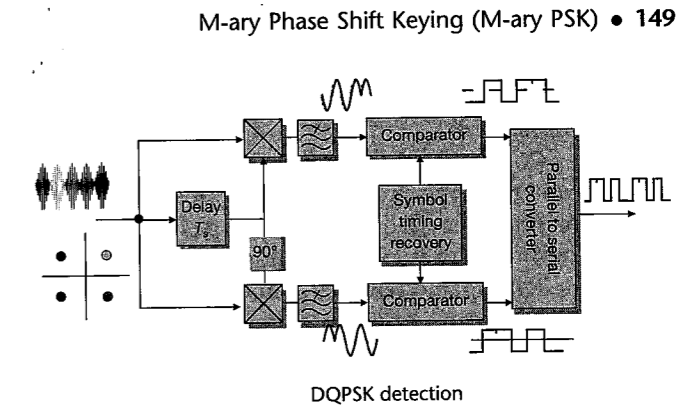 M-ary Phase Shift Keying (M-ary PSK) ● 149
Comparator
Delay
Ts
Symbol
timing
recovery
90°
Parallel to serial
converter
Comparator
DQPSK detection